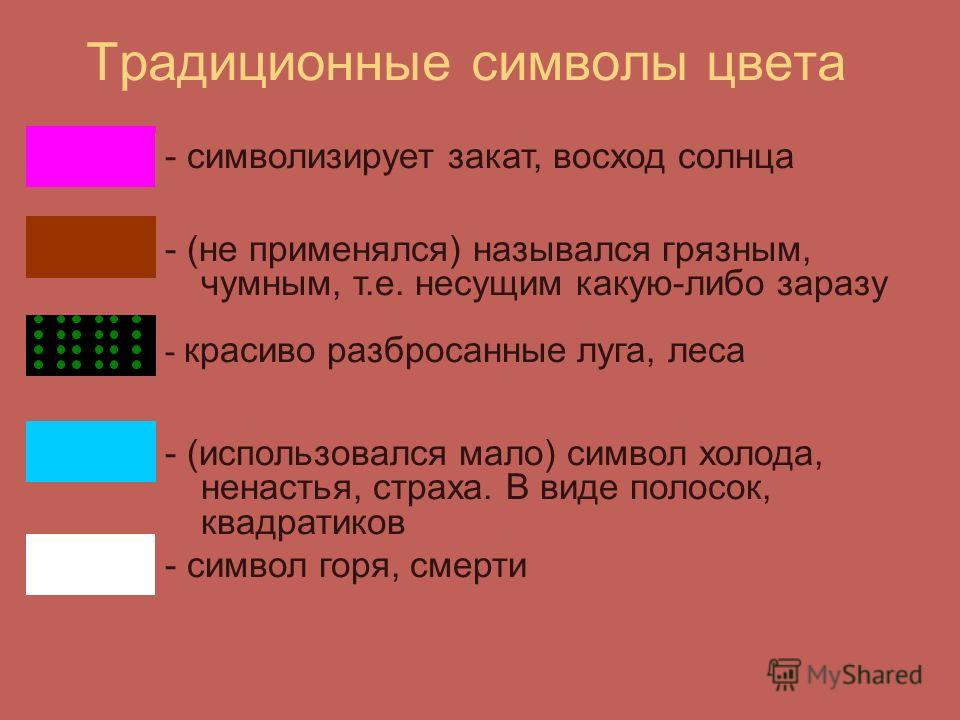 Традиционные символы цвета
- символизирует закат, восход солнца
- (не применялся) назывался грязным,
чумным, т.е. несущим какую-либо заразу
- красиво разбросанные луга, леса
- (использовался мало) символ холода,
ненастья, страха. В виде полосок,
квадратиков
- символ горя, смерти
MyShared